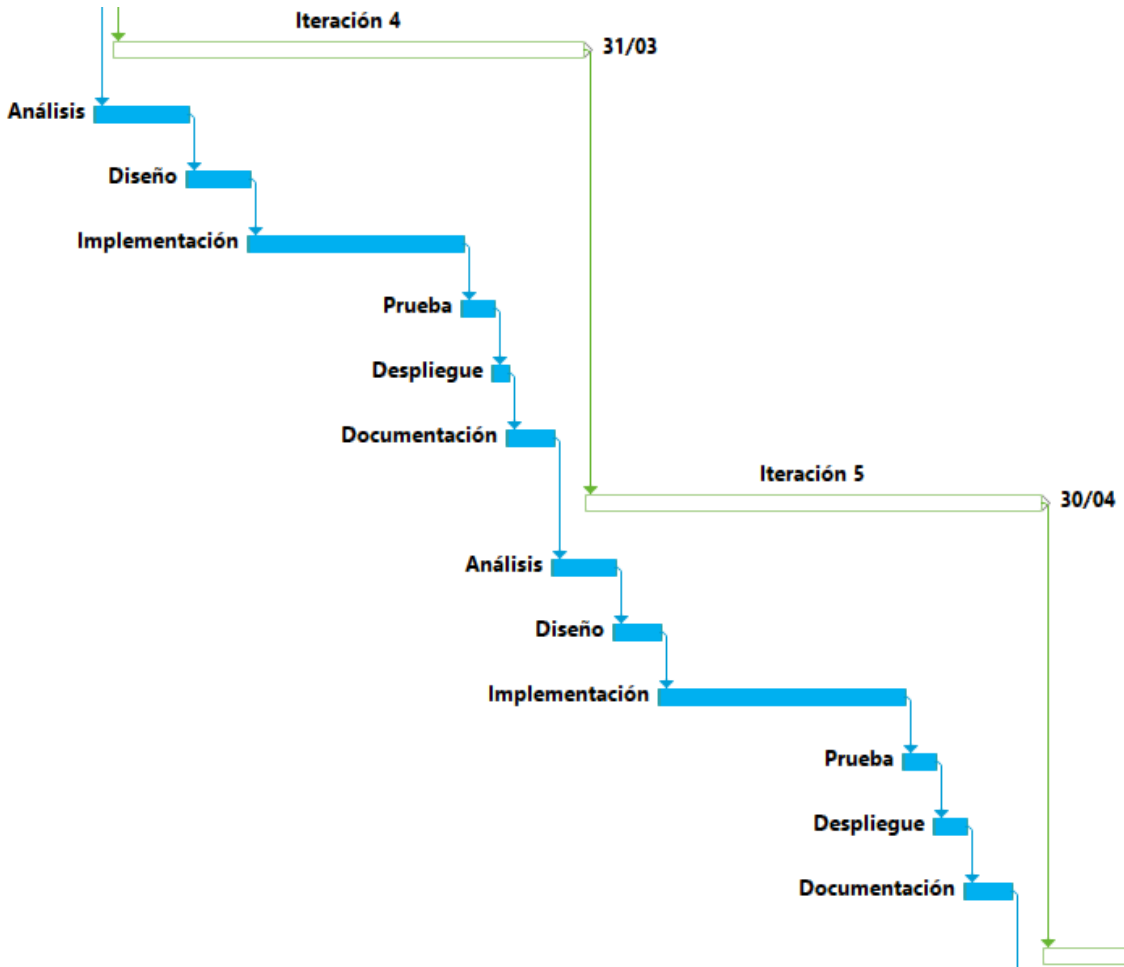 Iteración 4
31/03
Análisis
Diseño
Implementación
Prueba
Despliegue
Documentación
Iteración 5
30/04
Análisis
Diseño
Implementación
Prueba
Despliegue
Documentación